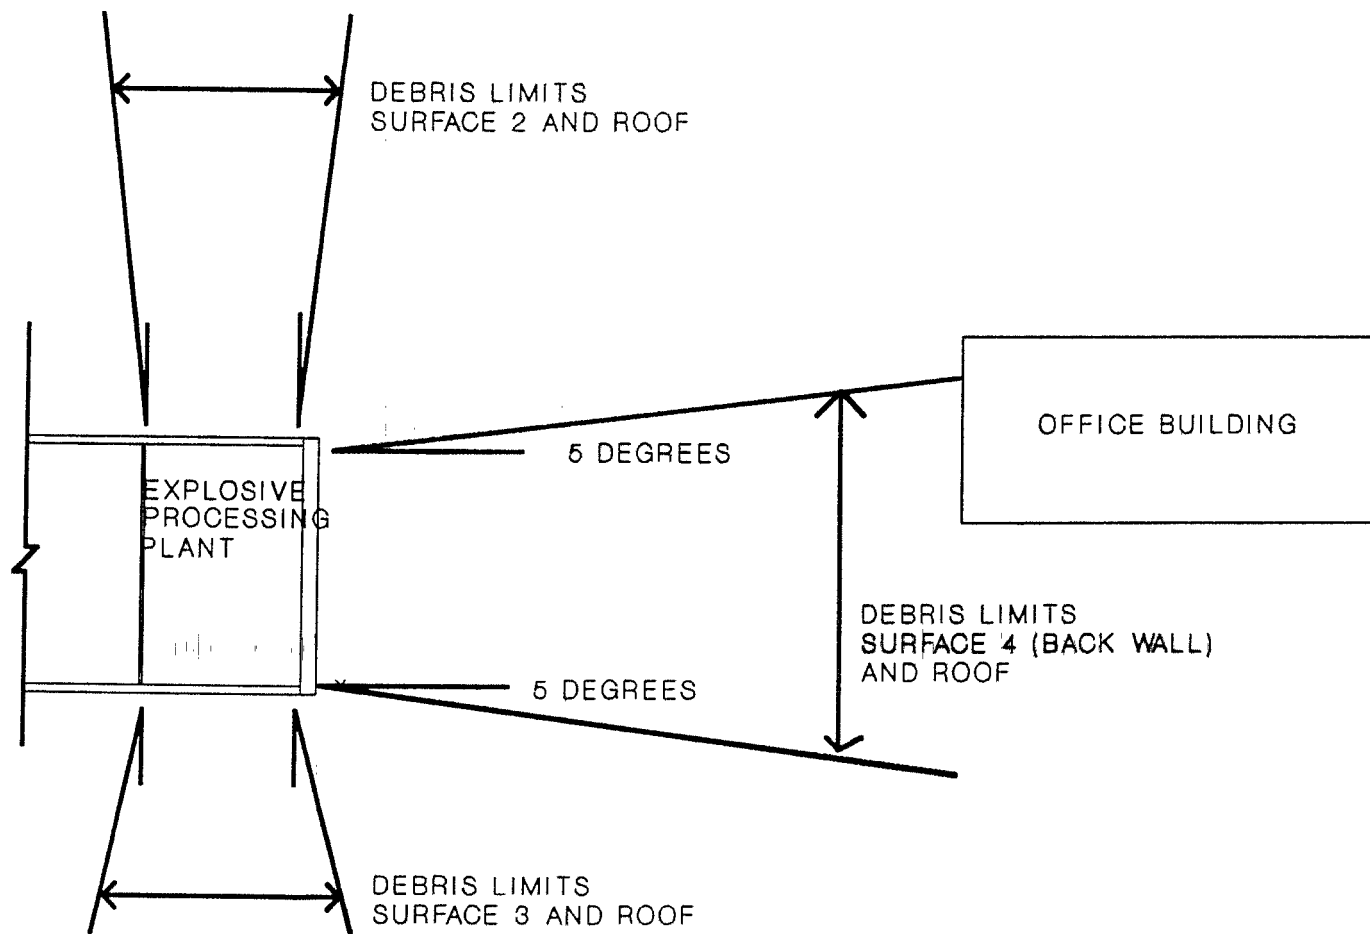 DEBRIS LIMITS
SURFACE 2 AND ROOF
OFFICE BUILDING
5 DEGREES
EXPLOSIVE
PROCESSING
PLANT
DEBRIS LIMITS
SURFACE 4 (BACK WALL)
AND ROOF
5 DEGREES
DEBRIS LIMITS
SURFACE 3 AND ROOF